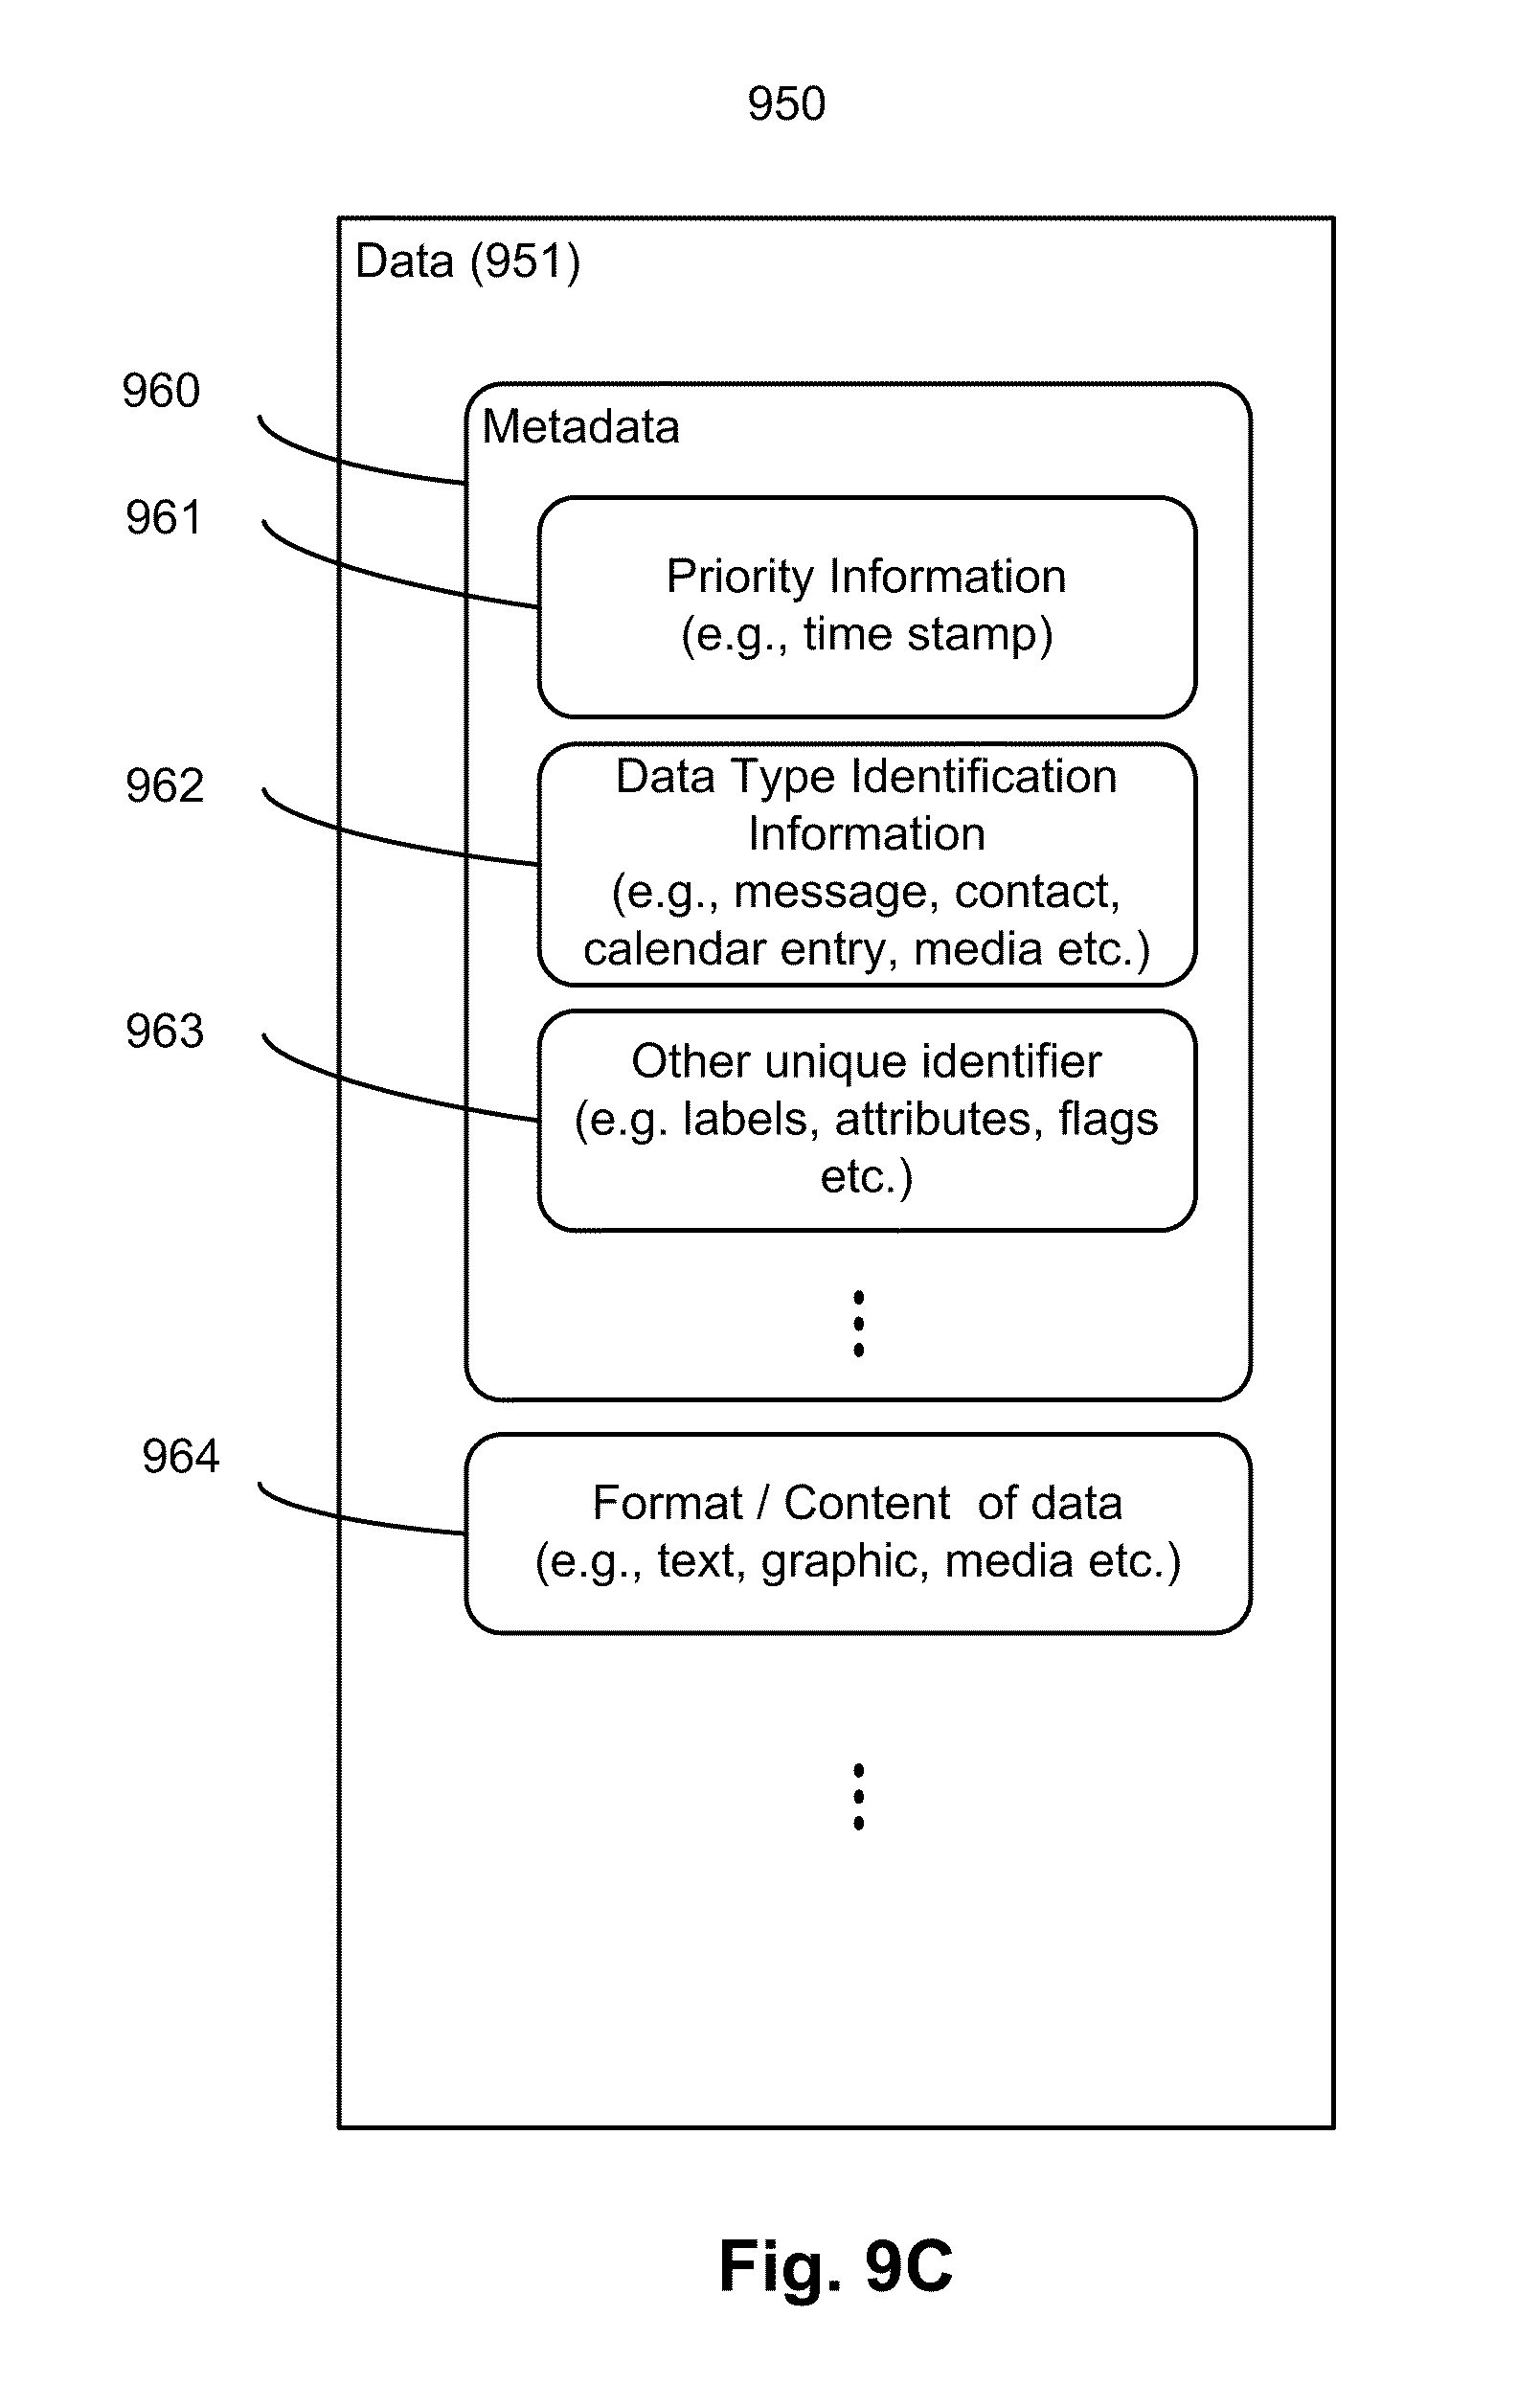 950
Data (951)
960
Metadata
961
Priority Information
(e.g., time stamp)
962
Data Type Identification
Information
(e.g., message, contact,
calendar entry, media etc.)
963
Other unique identifier
(e.g. labels, attributes, flags
etc.)
964
Format / Content of data
(e.g., text, graphic, media etc.)
Fig. 9C